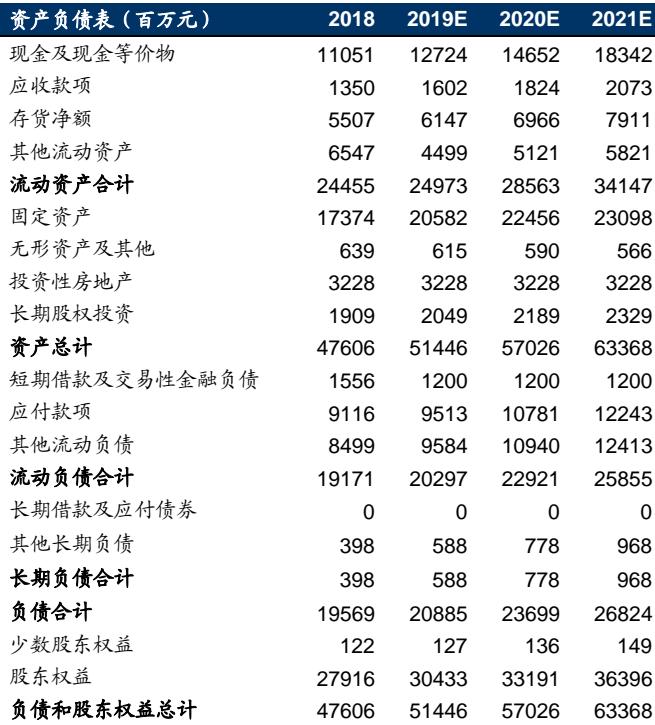 资产负债表（百万元） 2018 2019E 2020E 2021E
现金及现金等价物 11051 12724 14652 18342
应收款项 1350 1602 1824 2073
存货净额 5507 6147 6966 7911
其他流动资产 6547 4499 5121 5821
流动资产合计 24455 24973 28563 34147
固定资产 17374 20582 22456 23098
无形资产及其他 639 615 590 566
投资性房地产 3228 3228 3228 3228
长期股权投资 1909 2049 2189 2329
资产总计 47606 51446 57026 63368
短期借款及交易性金融负债 1556 1200 1200 1200
应付款项 9116 9513 10781 12243
其他流动负债 8499 9584 10940 12413
流动负债合计 19171 20297 22921 25855
长期借款及应付债券 0 0 0 0
其他长期负债 398 588 778 968
长期负债合计 398 588 778 968
负债合计 19569 20885 23699 26824
少数股东权益 122 127 136 149
股东权益 27916 30433 33191 36396
负债和股东权益总计 47606 51446 57026 63368